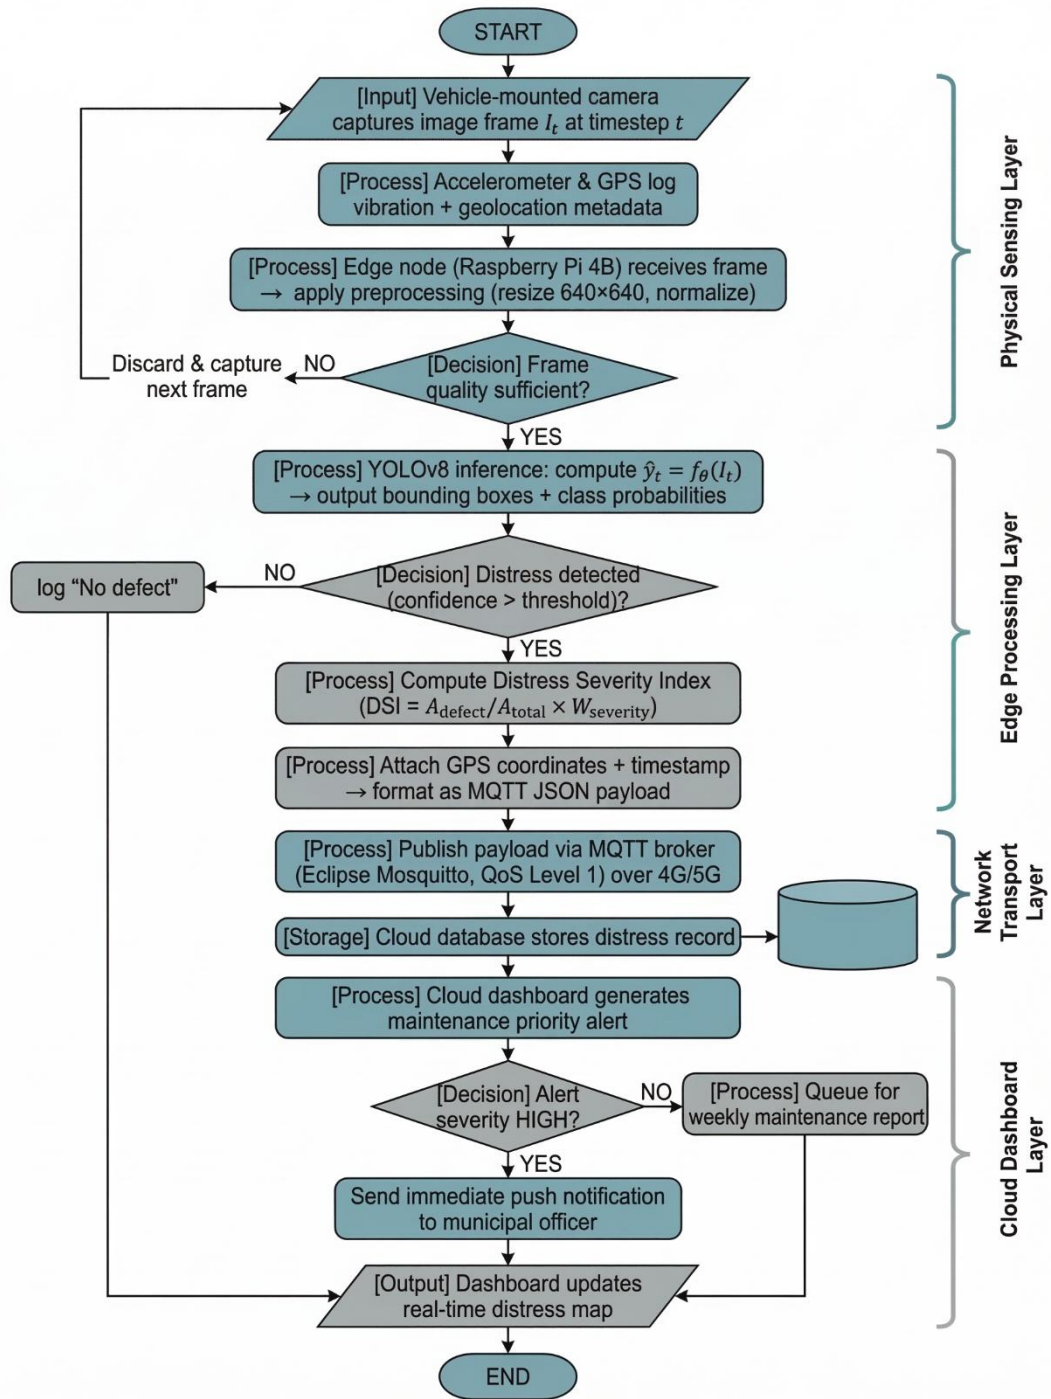 START
[Input] Vehicle-mounted camera
captures image frame I_t at timestep t
[Process] Accelerometer & GPS log
vibration + geolocation metadata
[Process] Edge node (Raspberry Pi 4B) receives frame
→ apply preprocessing (resize 640×640, normalize)
Discard & capture
next frame
NO
[Decision] Frame
quality sufficient?
YES
Physical Sensing Layer
[Process] YOLOv8 inference: compute ŷ_t = f_θ(I_t)
→ output bounding boxes + class probabilities
log “No defect”
NO
[Decision] Distress detected
(confidence > threshold)?
YES
[Process] Compute Distress Severity Index
(DSI = A_defect/A_total × W_severity)
[Process] Attach GPS coordinates + timestamp
→ format as MQTT JSON payload
Edge Processing Layer
[Process] Publish payload via MQTT broker
(Eclipse Mosquitto, QoS Level 1) over 4G/5G
[Storage] Cloud database stores distress record
Network
Transport
Layer
[Process] Cloud dashboard generates
maintenance priority alert
[Decision] Alert
severity HIGH?
NO
[Process] Queue for
weekly maintenance report
YES
Send immediate push notification
to municipal officer
[Output] Dashboard updates
real-time distress map
Cloud Dashboard
Layer
END